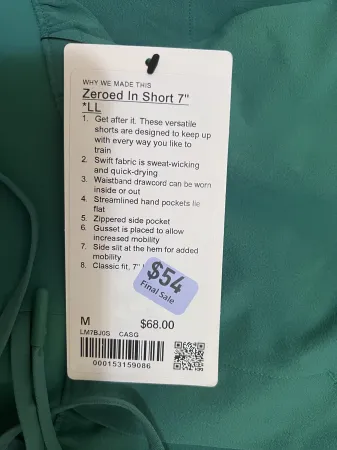 WHY WE MADE THIS
Zeroed In Short 7"
*LL
1. Get after it. These versatile
shorts are designed to keep up
with every way you like to
train
2. Swift fabric is sweat-wicking
and quick-drying
3. Waistband drawcord can be worn
inside or out
4. Streamlined hand pockets lie
flat
5. Zippered side pocket
6. Gusset is placed to allow
increased mobility
7. Side slit at the hem for added
mobility
8. Classic fit, 7"
$54
Final Sale
M $68.00
LM7BJ0S CASG
000153159086